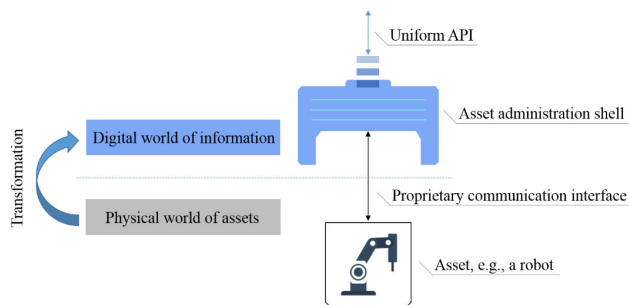 Uniform API
Asset administration shell
Digital world of information
Transformation
Proprietary communication interface
Physical world of assets
Asset, e.g., a robot